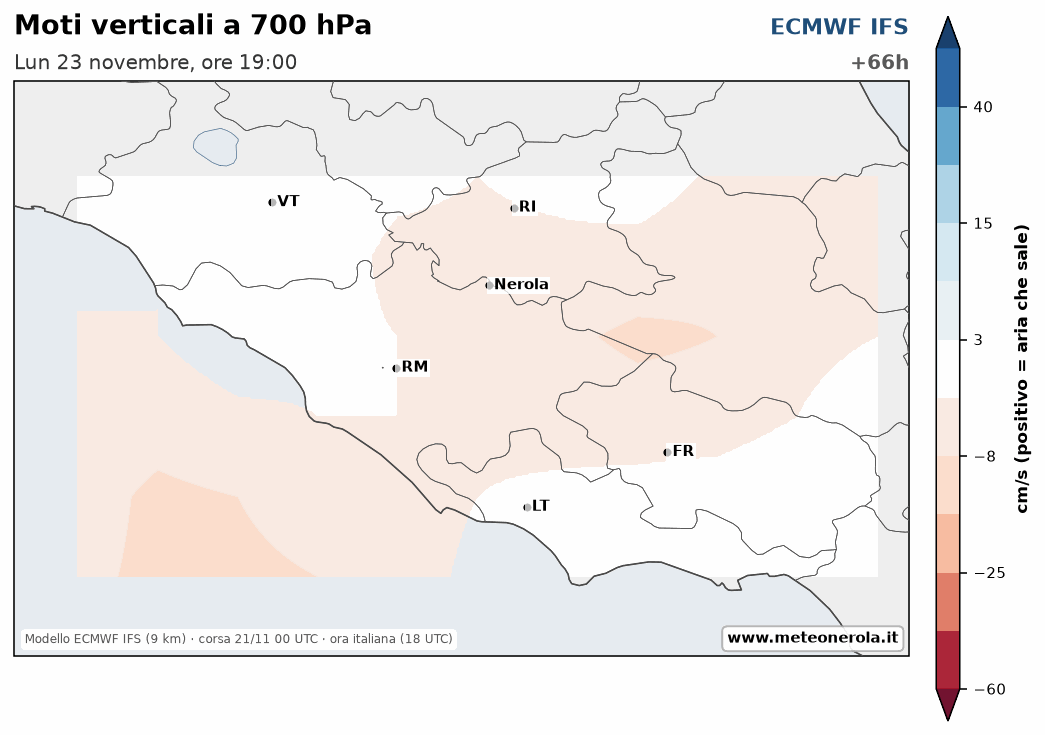 Moti verticali a 700 hPa
ECMWF IFS
Lun 23 novembre, ore 19:00
+66h
40
15
3
−8
−25
−60
cm/s (positivo = aria che sale)
VT
RI
Nerola
RM
FR
LT
Modello ECMWF IFS (9 km) · corsa 21/11 00 UTC · ora italiana (18 UTC)
www.meteonerola.it